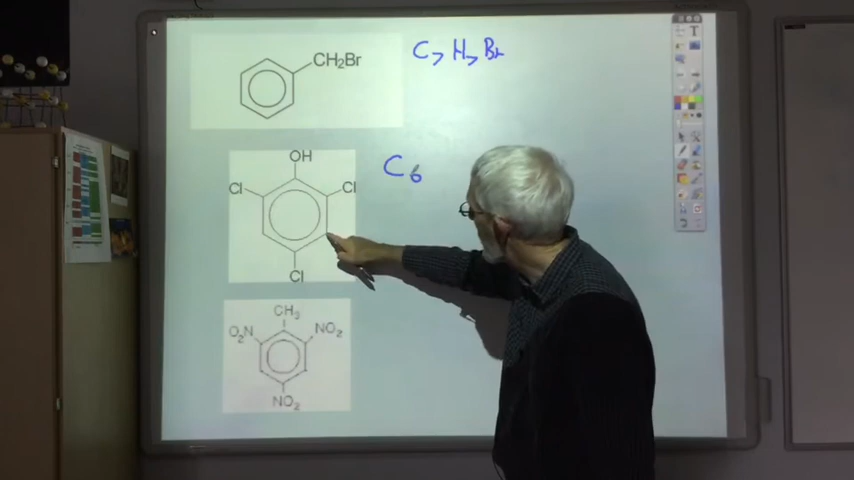 CH₂Br
C₇ H₇ Br
OH
Cl
Cl
C₆
Cl
CH₃
O₂N
NO₂
NO₂
T